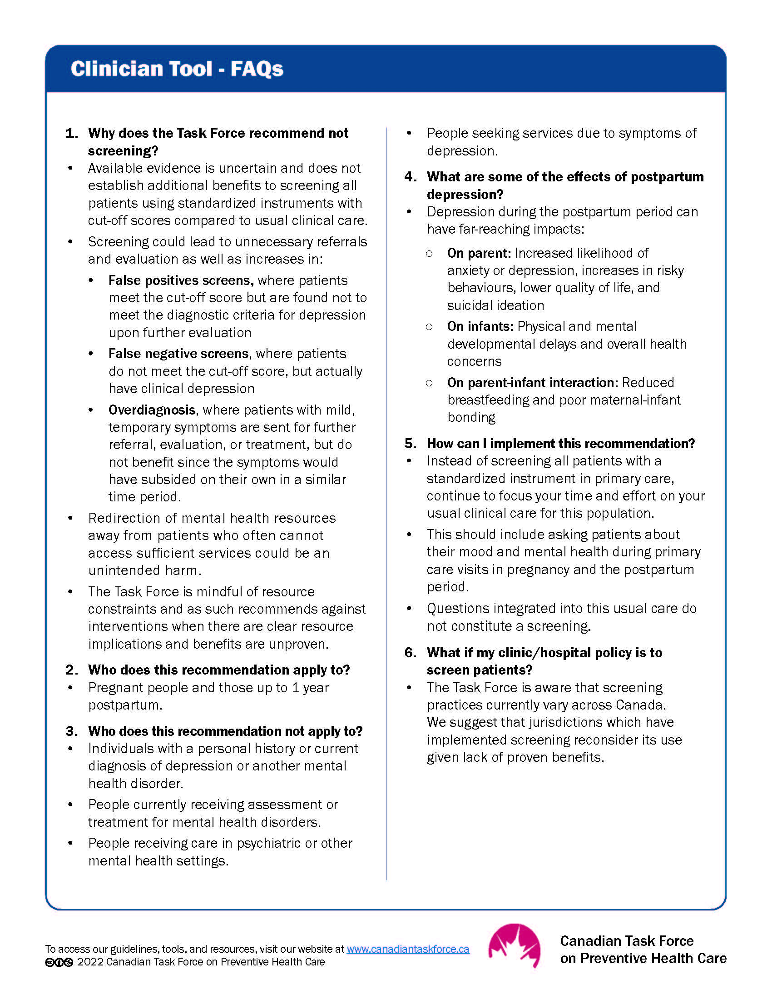 Clinician Tool - FAQs
1. Why does the Task Force recommend not
screening?
• Available evidence is uncertain and does not
establish additional benefits to screening all
patients using standardized instruments with
cut-off scores compared to usual clinical care.
• Screening could lead to unnecessary referrals
and evaluation as well as increases in:
• False positives screens, where patients
meet the cut-off score but are found not to
meet the diagnostic criteria for depression
upon further evaluation
• False negative screens, where patients
do not meet the cut-off score, but actually
have clinical depression
• Overdiagnosis, where patients with mild,
temporary symptoms are sent for further
referral, evaluation, or treatment, but do
not benefit since the symptoms would
have subsided on their own in a similar
time period.
• Redirection of mental health resources
away from patients who often cannot
access sufficient services could be an
unintended harm.
• The Task Force is mindful of resource
constraints and as such recommends against
interventions when there are clear resource
implications and benefits are unproven.
2. Who does this recommendation apply to?
• Pregnant people and those up to 1 year
postpartum.
3. Who does this recommendation not apply to?
• Individuals with a personal history or current
diagnosis of depression or another mental
health disorder.
• People currently receiving assessment or
treatment for mental health disorders.
• People receiving care in psychiatric or other
mental health settings.
• People seeking services due to symptoms of
depression.
4. What are some of the effects of postpartum
depression?
• Depression during the postpartum period can
have far-reaching impacts:
○ On parent: Increased likelihood of
anxiety or depression, increases in risky
behaviours, lower quality of life, and
suicidal ideation
○ On infants: Physical and mental
developmental delays and overall health
concerns
○ On parent-infant interaction: Reduced
breastfeeding and poor maternal-infant
bonding
5. How can I implement this recommendation?
• Instead of screening all patients with a
standardized instrument in primary care,
continue to focus your time and effort on your
usual clinical care for this population.
• This should include asking patients about
their mood and mental health during primary
care visits in pregnancy and the postpartum
period.
• Questions integrated into this usual care do
not constitute a screening.
6. What if my clinic/hospital policy is to
screen patients?
• The Task Force is aware that screening
practices currently vary across Canada.
We suggest that jurisdictions which have
implemented screening reconsider its use
given lack of proven benefits.
To access our guidelines, tools, and resources, visit our website at www.canadiantaskforce.ca
2022 Canadian Task Force on Preventive Health Care
Canadian Task Force
on Preventive Health Care